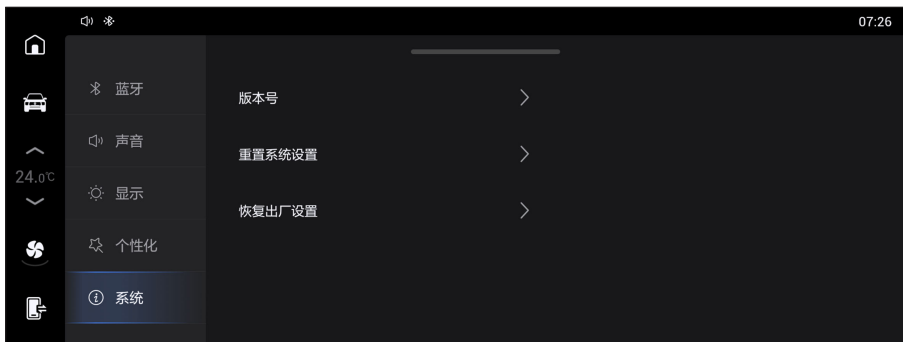 07:26
蓝牙
声音
显示
个性化
系统
24.0℃
版本号
重置系统设置
恢复出厂设置